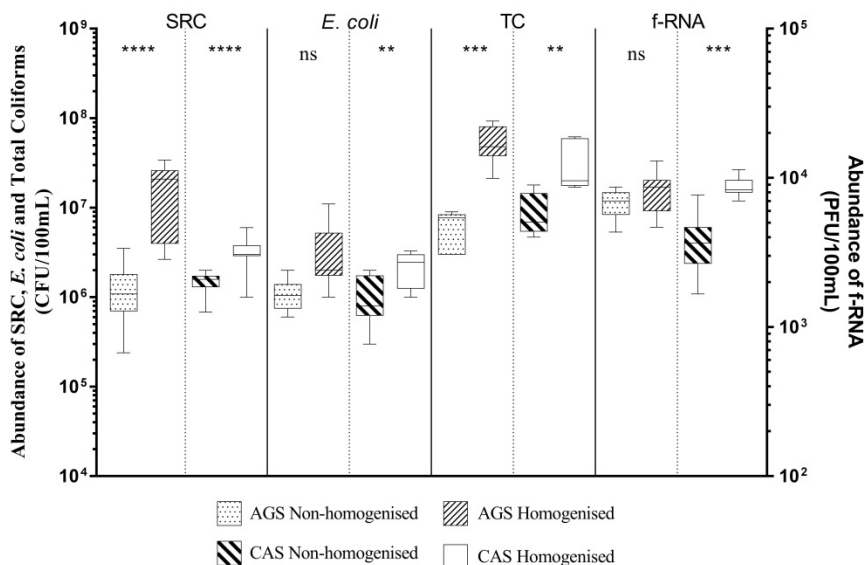 SRC E. coli TC f-RNA
**** **** ns ** *** ** ns ***
Abundance of SRC, E. coli and Total Coliforms
(CFU/100mL)
10⁹
10⁸
10⁷
10⁶
10⁵
10⁴
10⁵
10⁴
10³
10²
Abundance of f-RNA
(PFU/100mL)
AGS Non-homogenised AGS Homogenised
CAS Non-homogenised CAS Homogenised